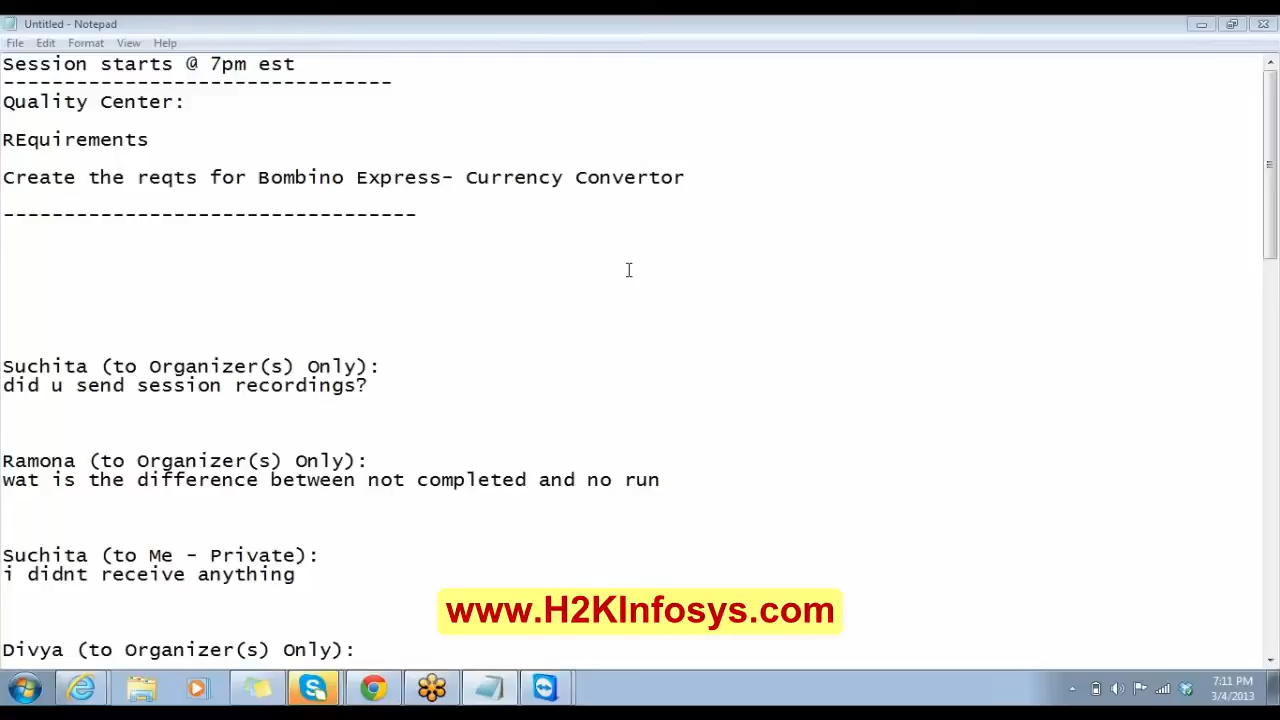 Untitled - Notepad
File Edit Format View Help
Session starts @ 7pm est
--------------------------------
Quality Center:
REquirements
Create the reqts for Bombino Express- Currency Convertor
----------------------------------
Suchita (to Organizer(s) Only):
did u send session recordings?
Ramona (to Organizer(s) Only):
wat is the difference between not completed and no run
Suchita (to Me - Private):
i didnt receive anything
www.H2KInfosys.com
Divya (to Organizer(s) Only):
7:11 PM
3/4/2013